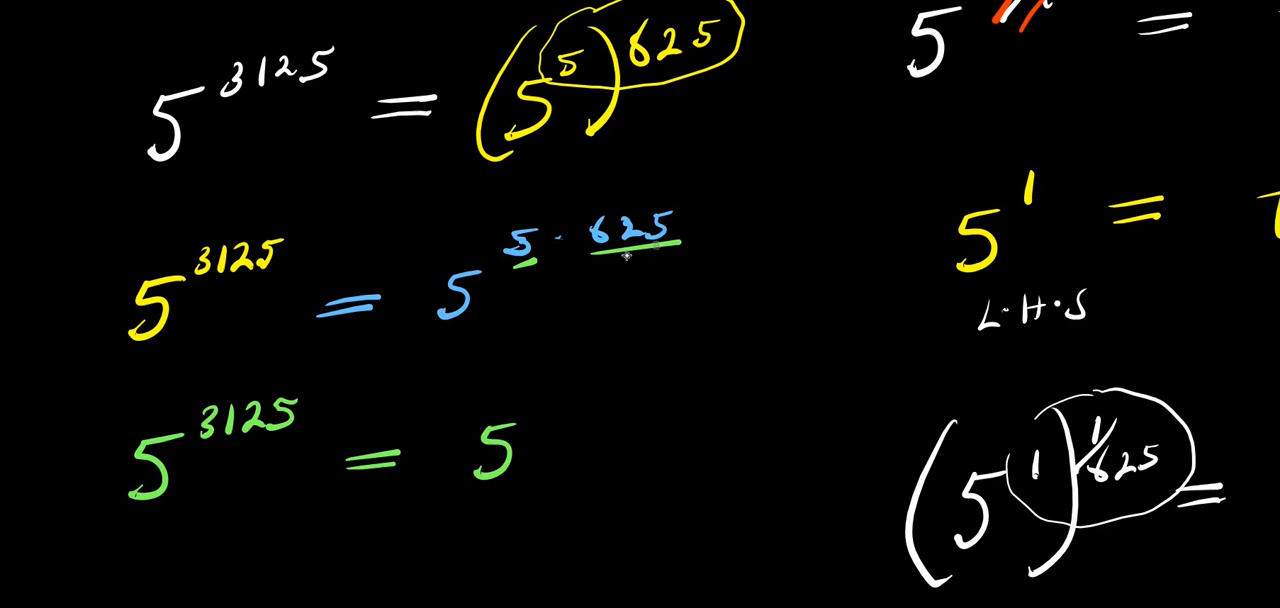 5^3125 = (5^5)^625
5^3125 = 5^5·625
5^3125 = 5
5 =
5^1 =
L.H.S
(5^1)^1/625 =